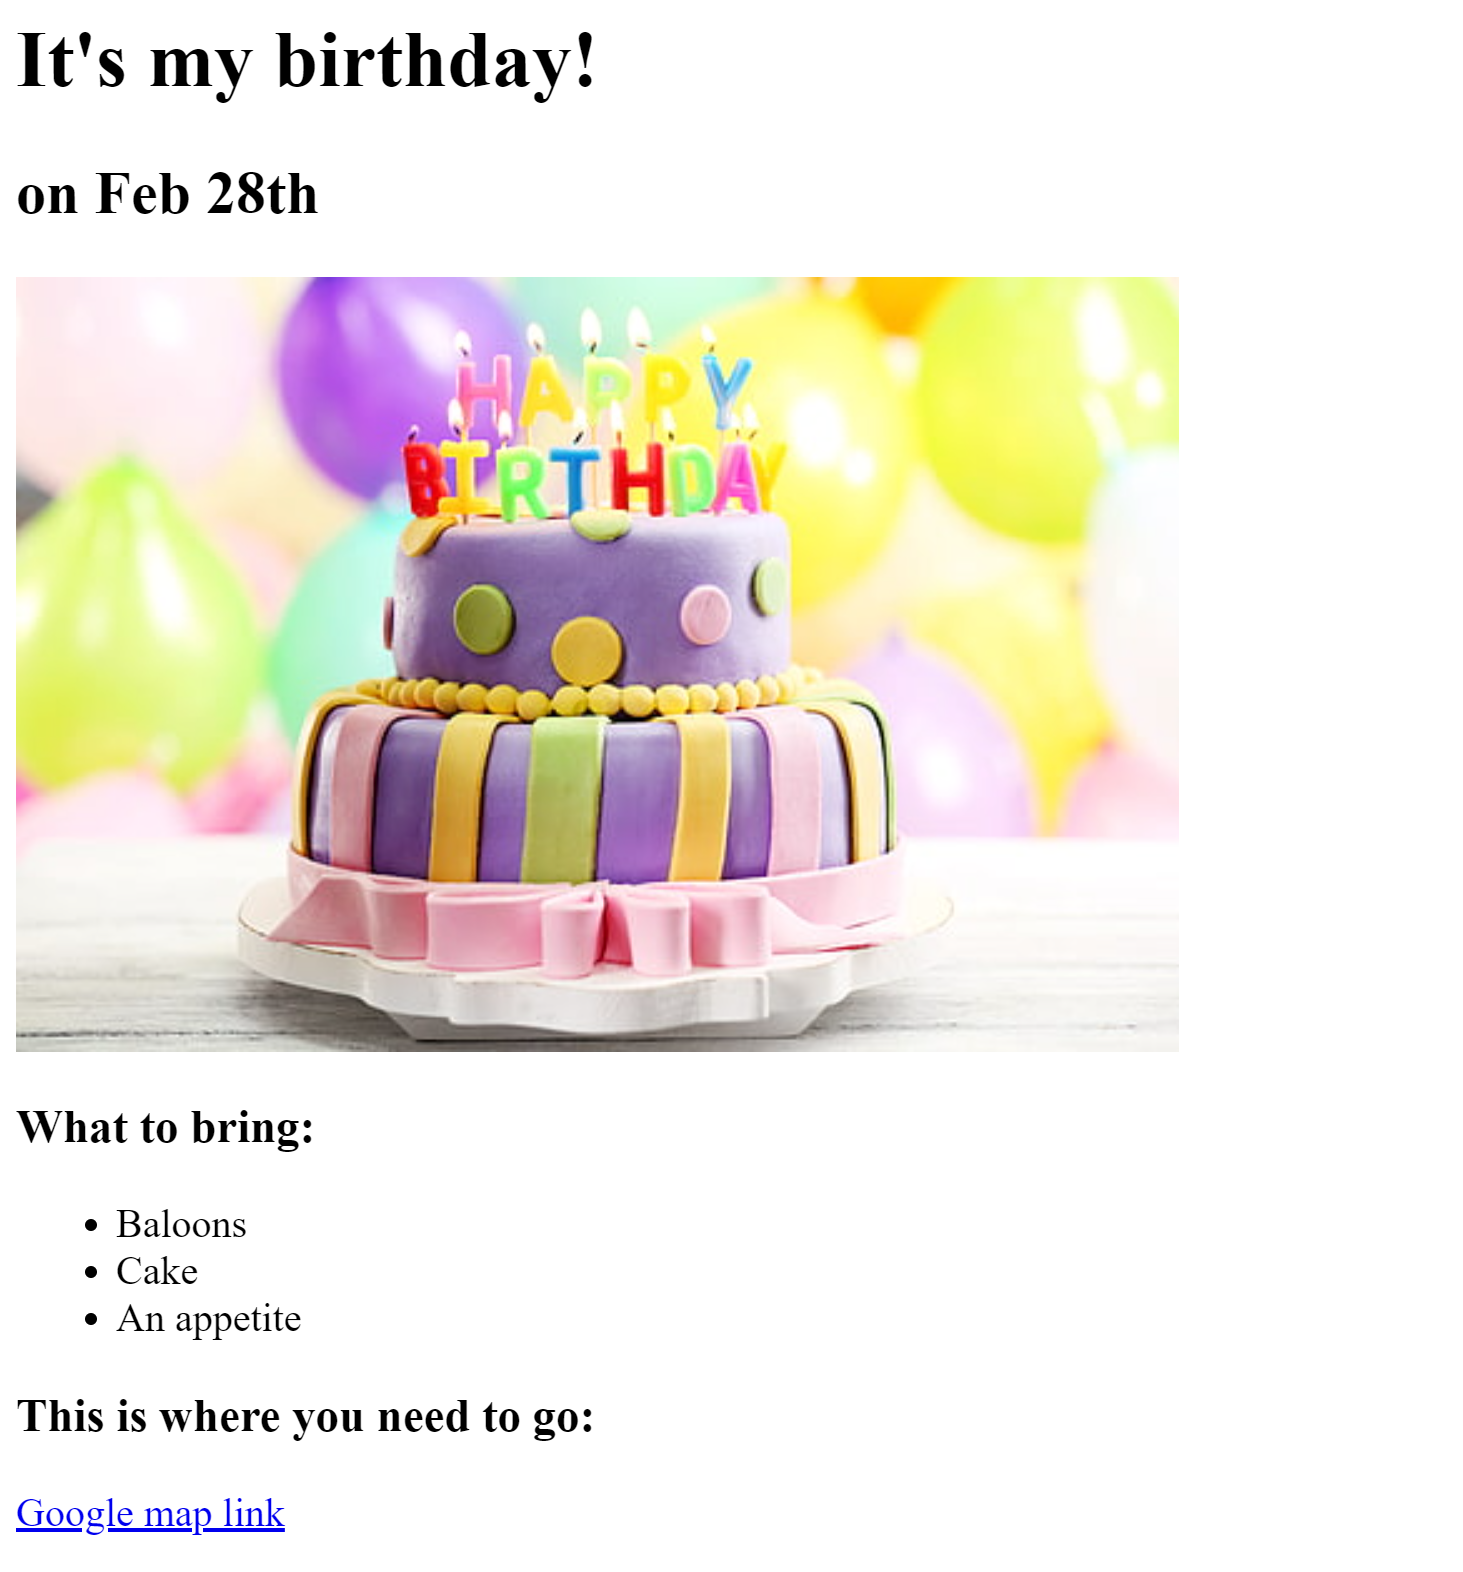 It's my birthday!
on Feb 28th
HAPPY
BIRTHDAY
What to bring:
Baloons
Cake
An appetite
This is where you need to go:
Google map link